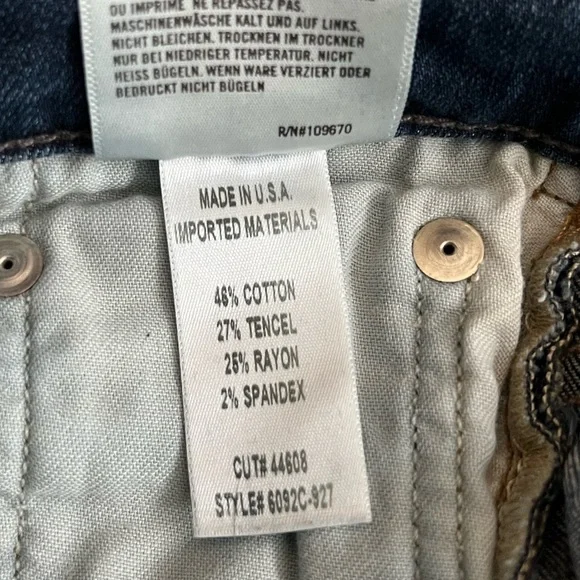 OU IMPRIMÉ NE REPASSEZ PAS.
MASCHINENWÄSCHE KALT UND AUF LINKS.
NICHT BLEICHEN. TROCKNEN IM TROCKNER
NUR BEI NIEDRIGER TEMPERATUR. NICHT
HEISS BÜGELN. WENN WARE VERZIERT ODER
BEDRUCKT NICHT BÜGELN
R/N#109670
MADE IN U.S.A.
IMPORTED MATERIALS
46% COTTON
27% TENCEL
25% RAYON
2% SPANDEX
CUT# 44608
STYLE# 6092C-927